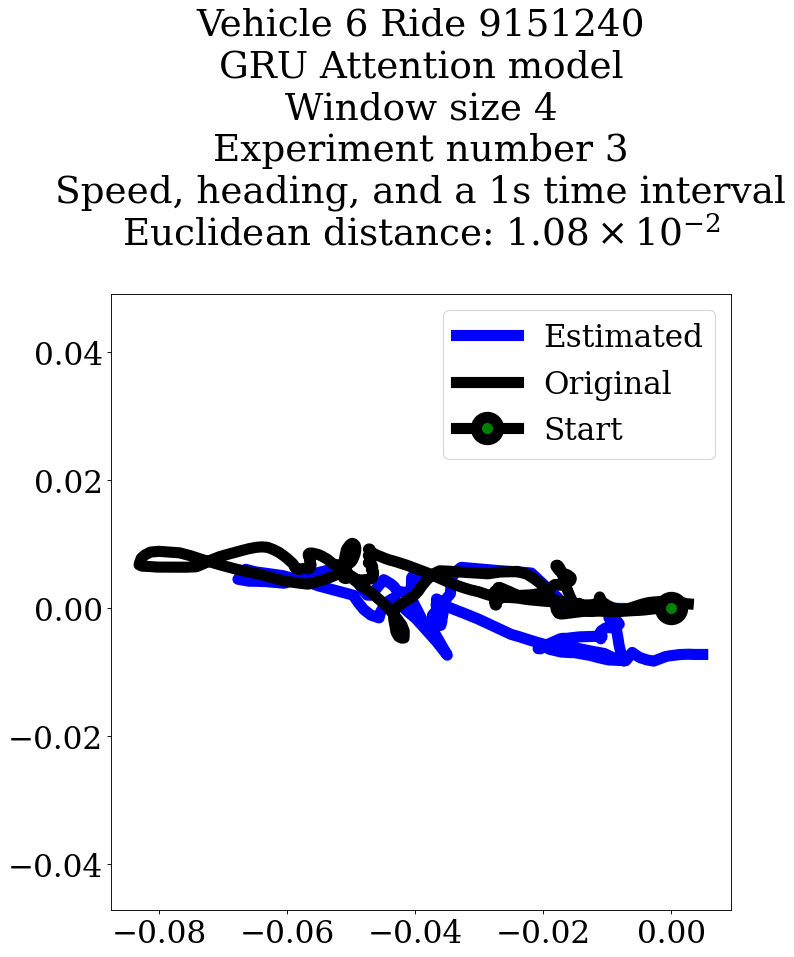 Vehicle 6 Ride 9151240
GRU Attention model
Window size 4
Experiment number 3
Speed, heading, and a 1s time interval
Euclidean distance: 1.08 × 10⁻²
Estimated
Original
Start
0.04
0.02
0.00
−0.02
−0.04
−0.08 −0.06 −0.04 −0.02 0.00